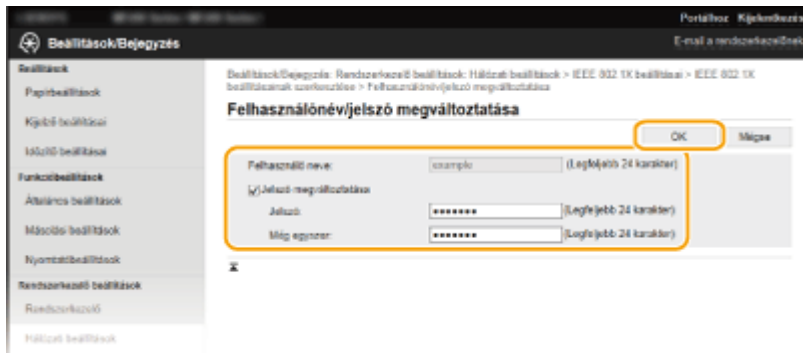 Portálhoz Kijelentkezés
Beállítások/Bejegyzés
E-mail a rendszerkezelőnek
Beállítások
Beállítások/Bejegyzés: Rendszerkezelő beállítások: Hálózati beállítások > IEEE 802 1X beállításai > IEEE 802 1X
beállításainak szerkesztése > Felhasználónév/jelszó megváltoztatása
Papírbeállítások
Felhasználónév/jelszó megváltoztatása
Kijelző beállításai
OK Mégse
Időzítő beállításai
Felhasználó neve: example (Legfeljebb 24 karakter)
Funkcióbeállítások
Jelszó megváltoztatása
Általános beállítások
Jelszó: ••••••• (Legfeljebb 24 karakter)
Másolási beállítások
Még egyszer: ••••••• (Legfeljebb 24 karakter)
Nyomtatóbeállítások
Rendszerkezelő beállítások
Rendszerkezelő
Hálózati beállítások